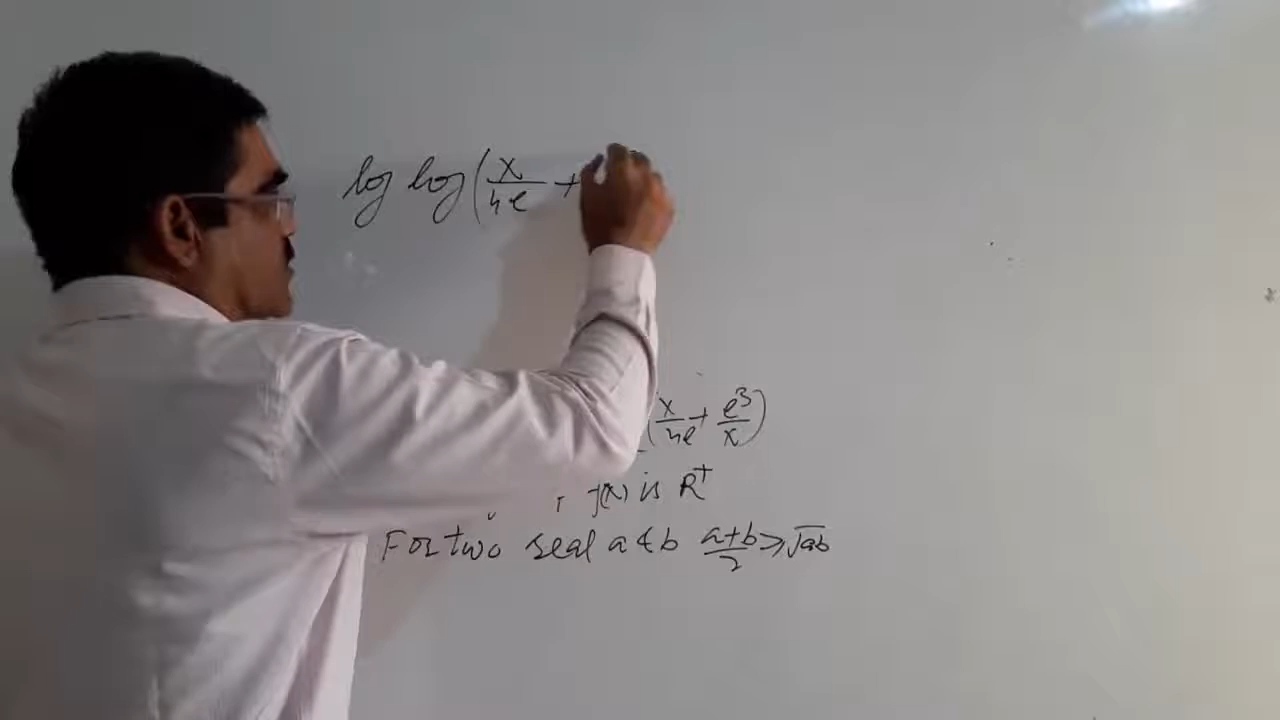 log log(x/4e +
(x/4e + e³/x)
f(x) is R⁺
For two real a & b a+b/2 ≥ √ab